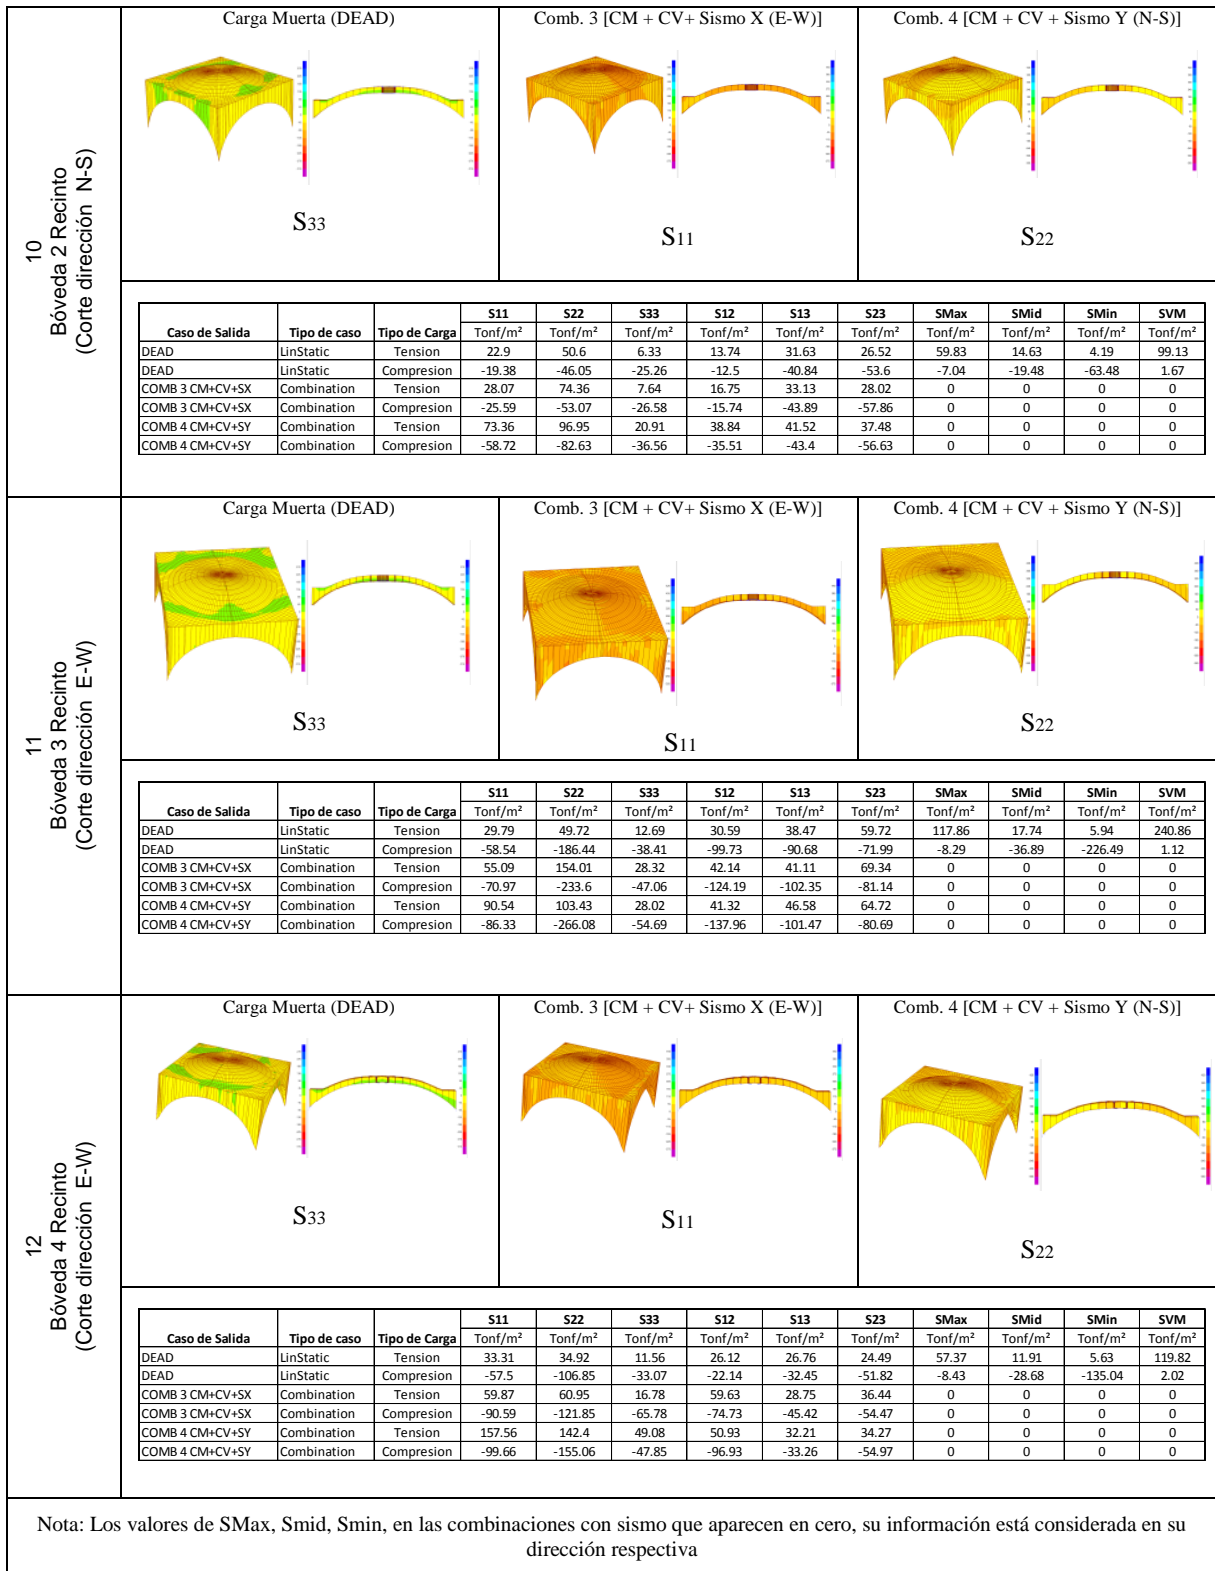 10
Bóveda 2 Recinto
(Corte dirección N-S)
Carga Muerta (DEAD)
Comb. 3 [CM + CV+ Sismo X (E-W)]
Comb. 4 [CM + CV + Sismo Y (N-S)]
S33
S11
S22
S11 S22 S33 S12 S13 S23 SMax SMid SMin SVM
Caso de Salida Tipo de caso Tipo de Carga Tonf/m² Tonf/m² Tonf/m² Tonf/m² Tonf/m² Tonf/m² Tonf/m² Tonf/m² Tonf/m² Tonf/m²
DEAD LinStatic Tension 22.9 50.6 6.33 13.74 31.63 26.52 59.83 14.63 4.19 99.13
DEAD LinStatic Compresion -19.38 -46.05 -25.26 -12.5 -40.84 -53.6 -7.04 -19.48 -63.48 1.67
COMB 3 CM+CV+SX Combination Tension 28.07 74.36 7.64 16.75 33.13 28.02 0 0 0 0
COMB 3 CM+CV+SX Combination Compresion -25.59 -53.07 -26.58 -15.74 -43.89 -57.86 0 0 0 0
COMB 4 CM+CV+SY Combination Tension 73.36 96.95 20.91 38.84 41.52 37.48 0 0 0 0
COMB 4 CM+CV+SY Combination Compresion -58.72 -82.63 -36.56 -35.51 -43.4 -56.63 0 0 0 0
11
Bóveda 3 Recinto
(Corte dirección E-W)
Carga Muerta (DEAD)
Comb. 3 [CM + CV+ Sismo X (E-W)]
Comb. 4 [CM + CV + Sismo Y (N-S)]
S33
S11
S22
S11 S22 S33 S12 S13 S23 SMax SMid SMin SVM
Caso de Salida Tipo de caso Tipo de Carga Tonf/m² Tonf/m² Tonf/m² Tonf/m² Tonf/m² Tonf/m² Tonf/m² Tonf/m² Tonf/m² Tonf/m²
DEAD LinStatic Tension 29.79 49.72 12.69 30.59 38.47 59.72 117.86 17.74 5.94 240.86
DEAD LinStatic Compresion -58.54 -186.44 -38.41 -99.73 -90.68 -71.99 -8.29 -36.89 -226.49 1.12
COMB 3 CM+CV+SX Combination Tension 55.09 154.01 28.32 42.14 41.11 69.34 0 0 0 0
COMB 3 CM+CV+SX Combination Compresion -70.97 -233.6 -47.06 -124.19 -102.35 -81.14 0 0 0 0
COMB 4 CM+CV+SY Combination Tension 90.54 103.43 28.02 41.32 46.58 64.72 0 0 0 0
COMB 4 CM+CV+SY Combination Compresion -86.33 -266.08 -54.69 -137.96 -101.47 -80.69 0 0 0 0
12
Bóveda 4 Recinto
(Corte dirección E-W)
Carga Muerta (DEAD)
Comb. 3 [CM + CV+ Sismo X (E-W)]
Comb. 4 [CM + CV + Sismo Y (N-S)]
S33
S11
S22
S11 S22 S33 S12 S13 S23 SMax SMid SMin SVM
Caso de Salida Tipo de caso Tipo de Carga Tonf/m² Tonf/m² Tonf/m² Tonf/m² Tonf/m² Tonf/m² Tonf/m² Tonf/m² Tonf/m² Tonf/m²
DEAD LinStatic Tension 33.31 34.92 11.56 26.12 26.76 24.49 57.37 11.91 5.63 119.82
DEAD LinStatic Compresion -57.5 -106.85 -33.07 -22.14 -32.45 -51.82 -8.43 -28.68 -135.04 2.02
COMB 3 CM+CV+SX Combination Tension 59.87 60.95 16.78 59.63 28.75 36.44 0 0 0 0
COMB 3 CM+CV+SX Combination Compresion -90.59 -121.85 -65.78 -74.73 -45.42 -54.47 0 0 0 0
COMB 4 CM+CV+SY Combination Tension 157.56 142.4 49.08 50.93 32.21 34.27 0 0 0 0
COMB 4 CM+CV+SY Combination Compresion -99.66 -155.06 -47.85 -96.93 -33.26 -54.97 0 0 0 0
Nota: Los valores de SMax, Smid, Smin, en las combinaciones con sismo que aparecen en cero, su información está considerada en su
dirección respectiva